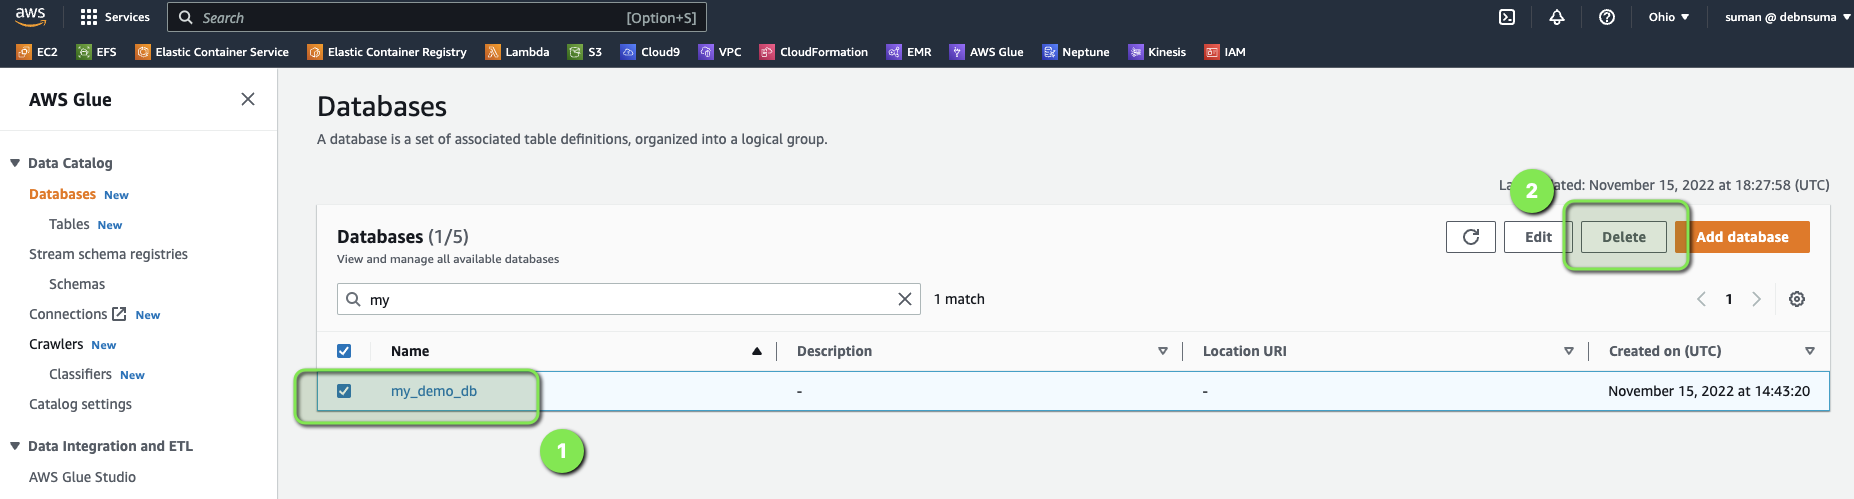 aws Services Search [Option+S] Ohio suman @ debnsuma
EC2 EFS Elastic Container Service Elastic Container Registry Lambda S3 Cloud9 VPC CloudFormation EMR AWS Glue Neptune Kinesis IAM
AWS Glue
Data Catalog
Databases New
Tables New
Stream schema registries
Schemas
Connections New
Crawlers New
Classifiers New
Catalog settings
Data Integration and ETL
AWS Glue Studio
Databases
A database is a set of associated table definitions, organized into a logical group.
2 November 15, 2022 at 18:27:58 (UTC)
Databases (1/5)
View and manage all available databases
Edit Delete Add database
my 1 match 1
Name Description Location URI Created on (UTC)
my_demo_db - - November 15, 2022 at 14:43:20
1